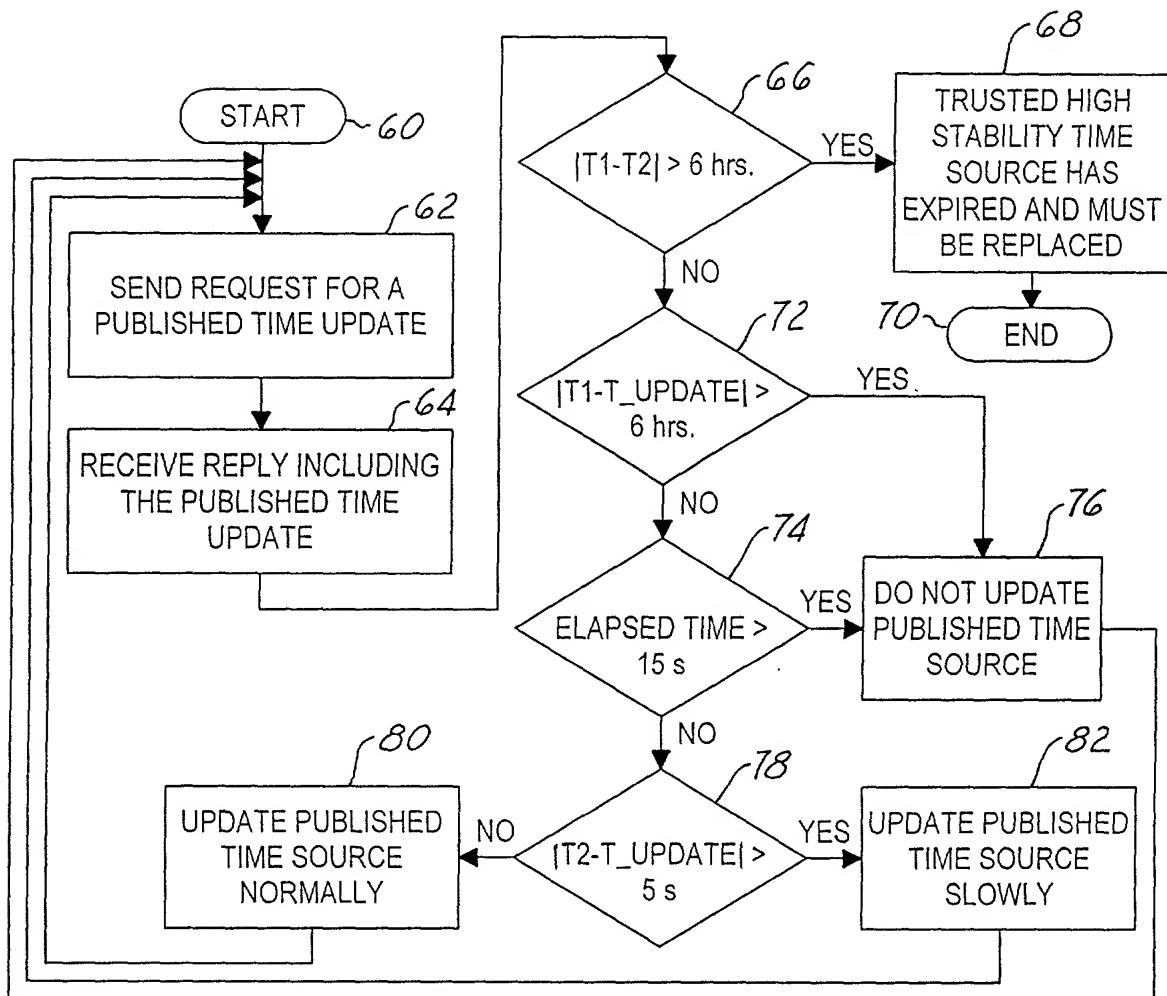 START
60
62
SEND REQUEST FOR A
PUBLISHED TIME UPDATE
64
RECEIVE REPLY INCLUDING
THE PUBLISHED TIME
UPDATE
66
|T1-T2| > 6 hrs.
YES
NO
68
TRUSTED HIGH
STABILITY TIME
SOURCE HAS
EXPIRED AND MUST
BE REPLACED
70
END
72
|T1-T_UPDATE| >
6 hrs.
YES
NO
74
ELAPSED TIME >
15 s
YES
NO
76
DO NOT UPDATE
PUBLISHED TIME
SOURCE
78
|T2-T_UPDATE| >
5 s
NO
YES
80
UPDATE PUBLISHED
TIME SOURCE
NORMALLY
82
UPDATE PUBLISHED
TIME SOURCE
SLOWLY